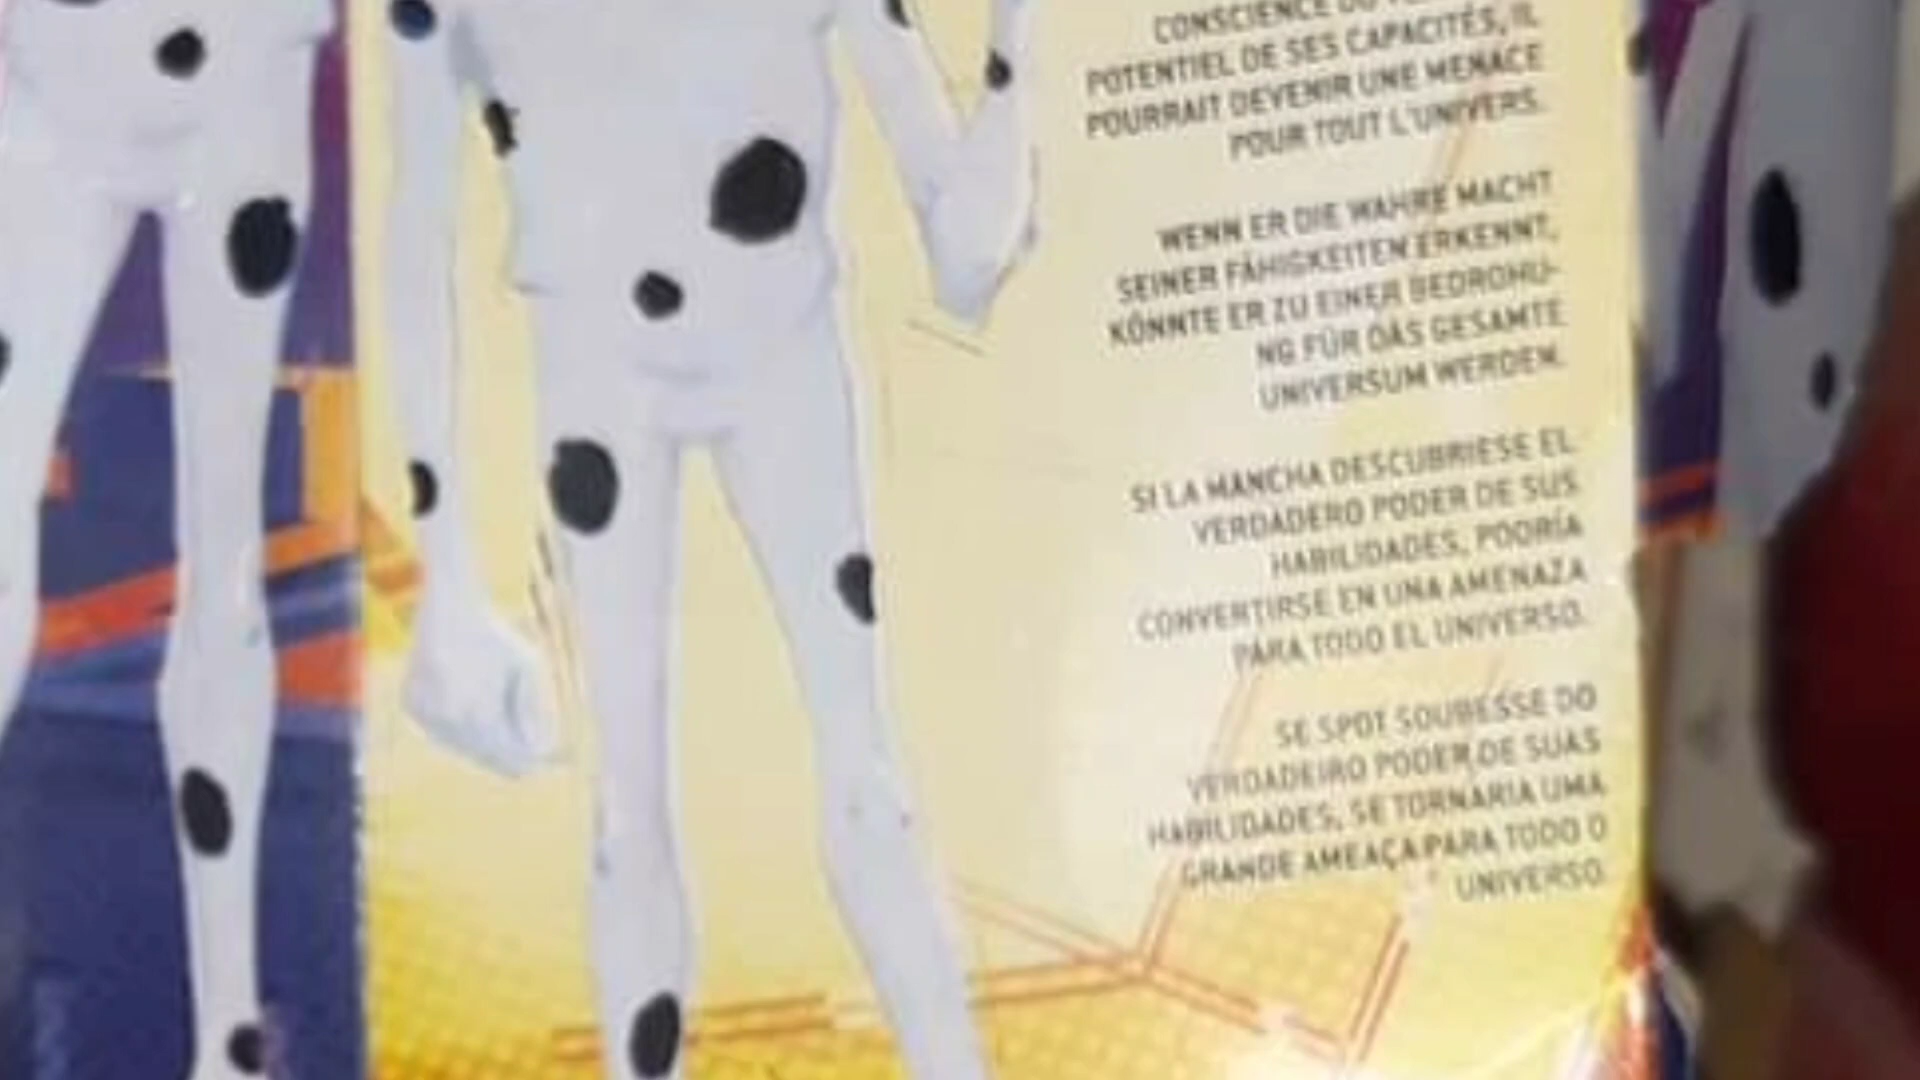 CONSCIENCE DU
POTENTIEL DE SES CAPACITÉS, IL
POURRAIT DEVENIR UNE MENACE
POUR TOUT L'UNIVERS.
WENN ER DIE WAHRE MACHT
SEINER FÄHIGKEITEN ERKENNT,
KÖNNTE ER ZU EINER BEDROHU-
NG FÜR DAS GESAMTE
UNIVERSUM WERDEN.
SI LA MANCHA DESCUBRIESE EL
VERDADERO PODER DE SUS
HABILIDADES, PODRÍA
CONVERTIRSE EN UNA AMENAZA
PARA TODO EL UNIVERSO.
SE SPOT SOUBESSE DO
VERDADEIRO PODER DE SUAS
HABILIDADES, SE TORNARIA UMA
GRANDE AMEAÇA PARA TODO O
UNIVERSO.